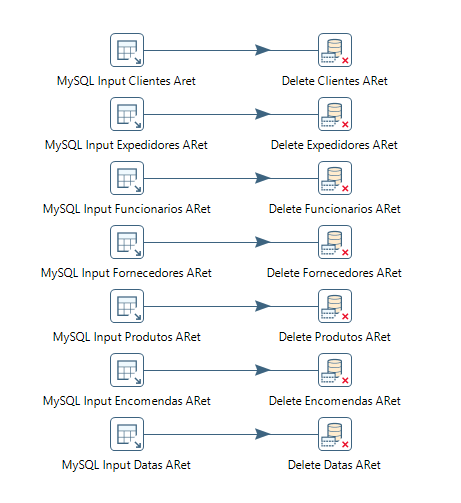 MySQL Input Clientes Aret
Delete Clientes ARet
MySQL Input Expedidores ARet
Delete Expedidores ARet
MySQL Input Funcionarios ARet
Delete Funcionarios ARet
MySQL Input Fornecedores ARet
Delete Fornecedores ARet
MySQL Input Produtos ARet
Delete Produtos ARet
MySQL Input Encomendas ARet
Delete Encomendas ARet
MySQL Input Datas ARet
Delete Datas ARet